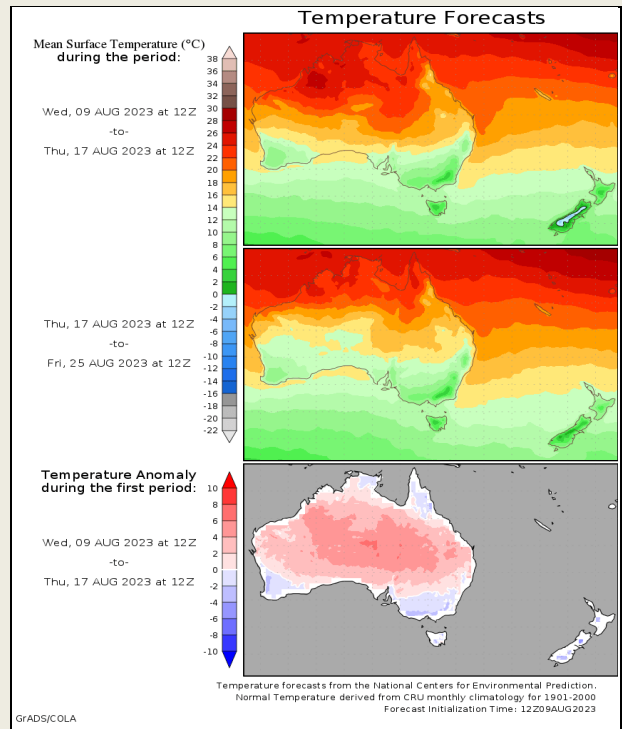 Temperature Forecasts
Mean Surface Temperature (°C)
during the period:
38
36
34
32
30
28
26
24
22
20
18
16
14
12
10
8
6
4
2
0
-2
-4
-6
-8
-10
-12
-14
-16
-18
-20
-22
Wed, 09 AUG 2023 at 12Z
-to-
Thu, 17 AUG 2023 at 12Z
Thu, 17 AUG 2023 at 12Z
-to-
Fri, 25 AUG 2023 at 12Z
Temperature Anomaly
during the first period:
10
8
6
4
2
0
-2
-4
-6
-8
-10
Wed, 09 AUG 2023 at 12Z
-to-
Thu, 17 AUG 2023 at 12Z
Temperature forecasts from the National Centers for Environmental Prediction.
Normal Temperature derived from CRU monthly climatology for 1901-2000
Forecast Initialization Time: 12Z09AUG2023
GrADS/COLA